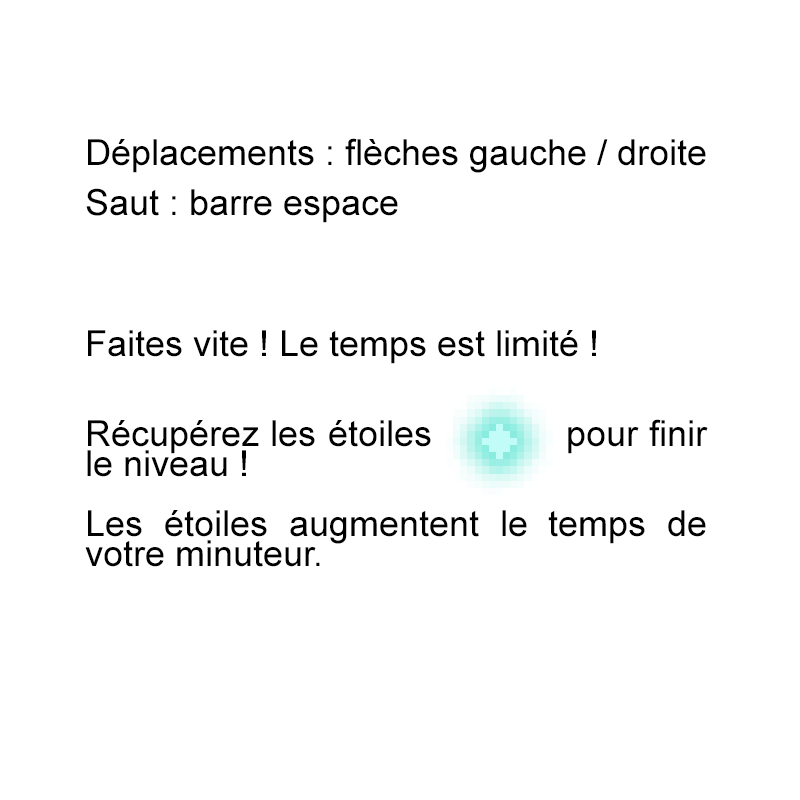 Déplacements : flèches gauche / droite
Saut : barre espace
Faites vite ! Le temps est limité !
Récupérez les étoiles pour finir
le niveau !
Les étoiles augmentent le temps de
votre minuteur.